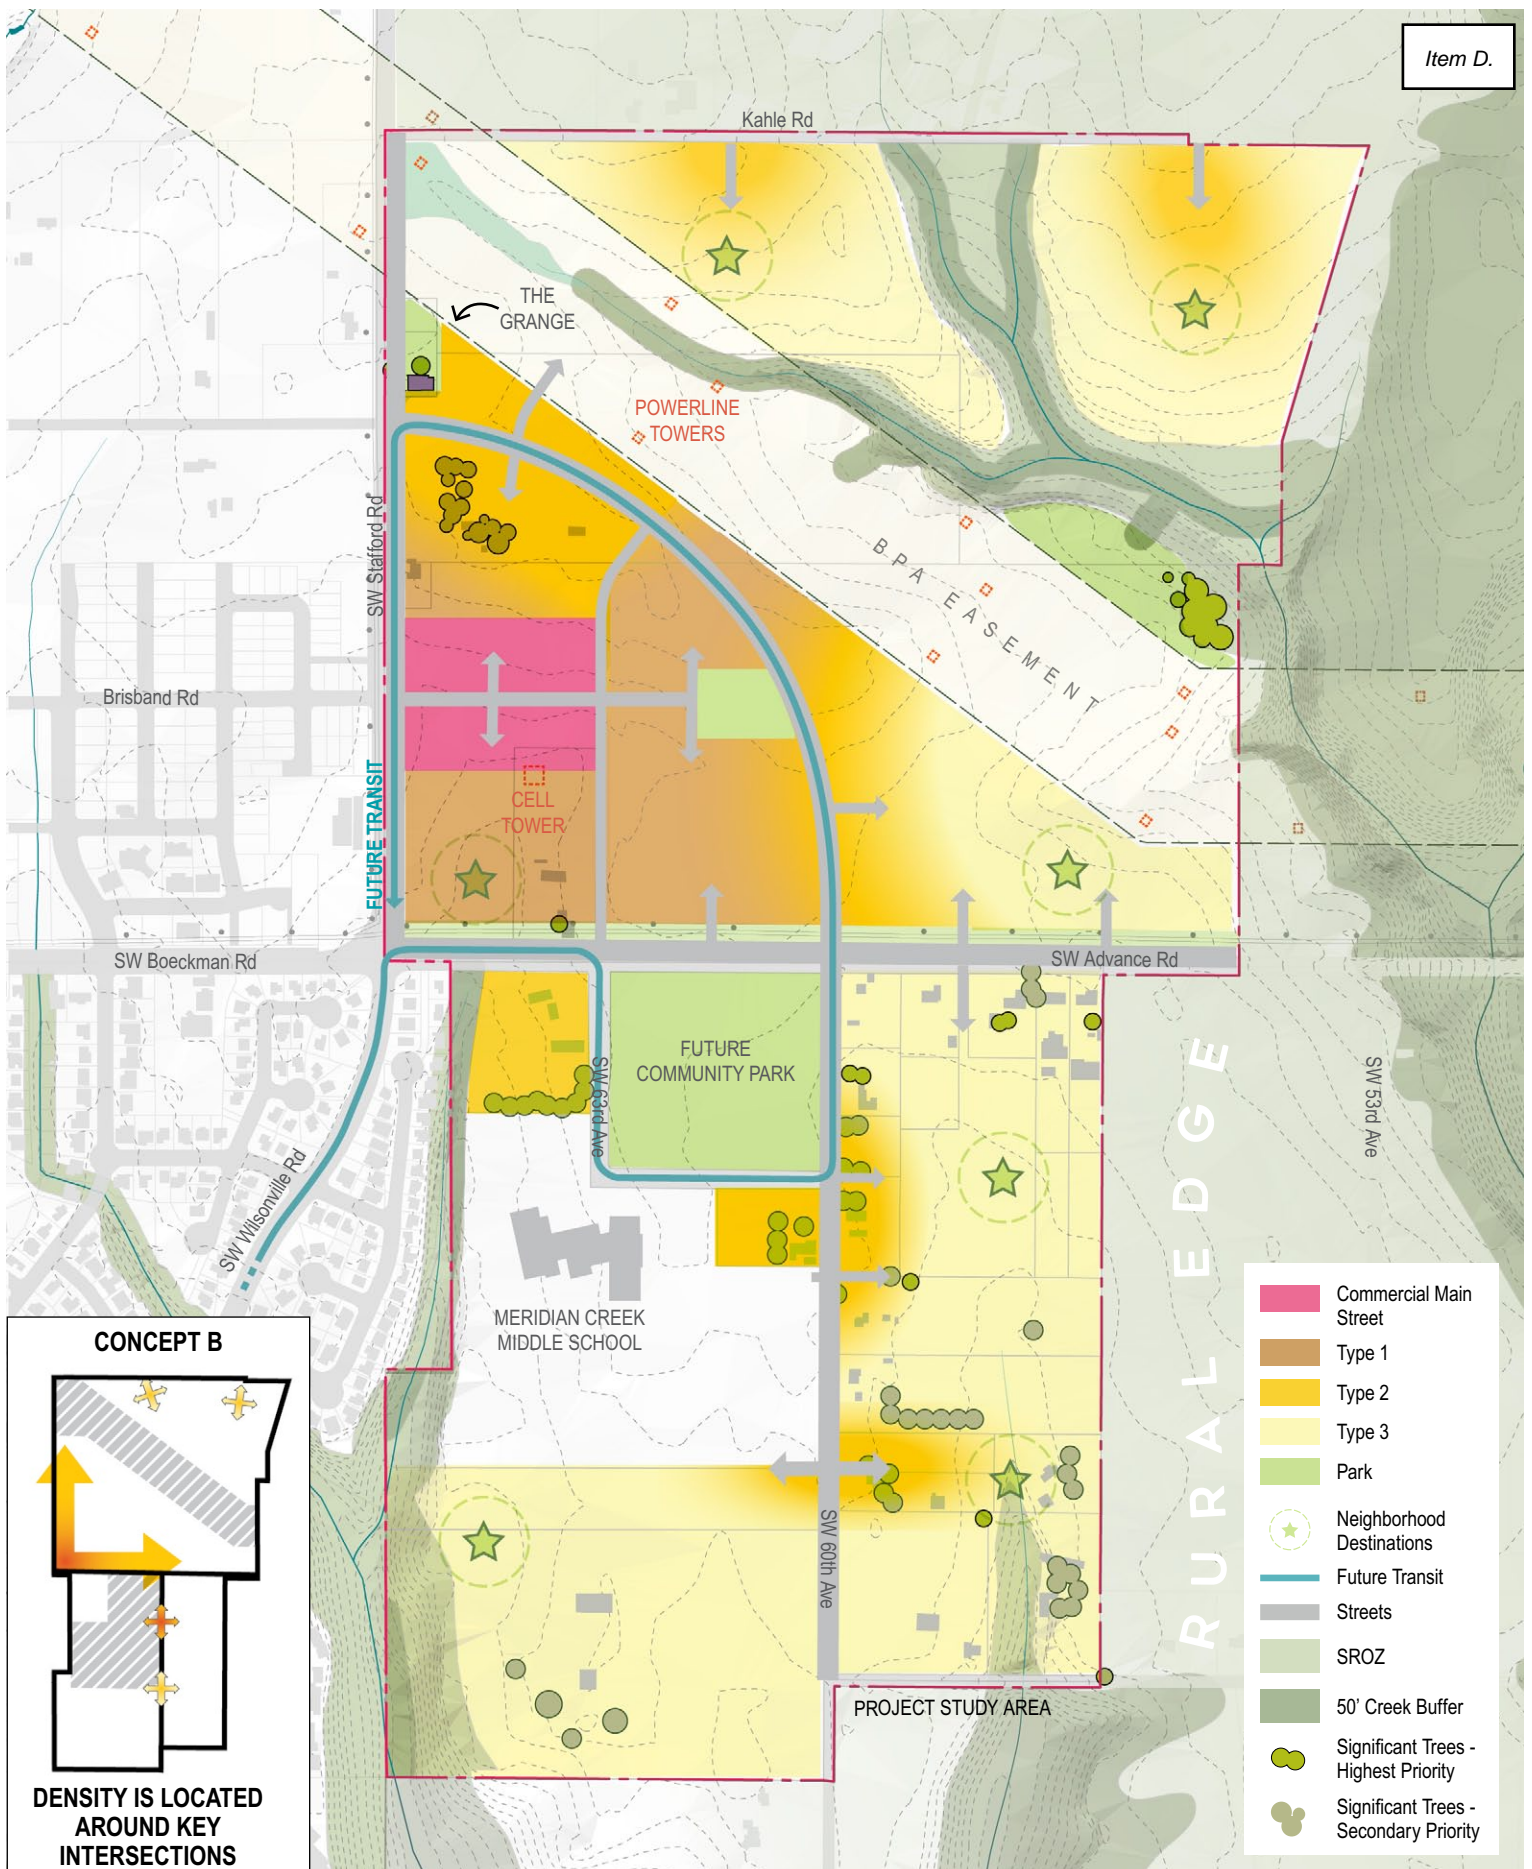 Item D.
Kahle Rd
THE
GRANGE
POWERLINE
TOWERS
SW Stafford Rd
BPA EASEMENT
Brisband Rd
FUTURE TRANSIT
CELL
TOWER
SW Boeckman Rd
SW Advance Rd
FUTURE
COMMUNITY PARK
SW 63rd Ave
SW 53rd Ave
RURAL EDGE
SW Wilsonville Rd
MERIDIAN CREEK
MIDDLE SCHOOL
SW 60th Ave
PROJECT STUDY AREA
CONCEPT B
DENSITY IS LOCATED
AROUND KEY
INTERSECTIONS
Commercial Main
Street
Type 1
Type 2
Type 3
Park
Neighborhood
Destinations
Future Transit
Streets
SROZ
50’ Creek Buffer
Significant Trees -
Highest Priority
Significant Trees -
Secondary Priority